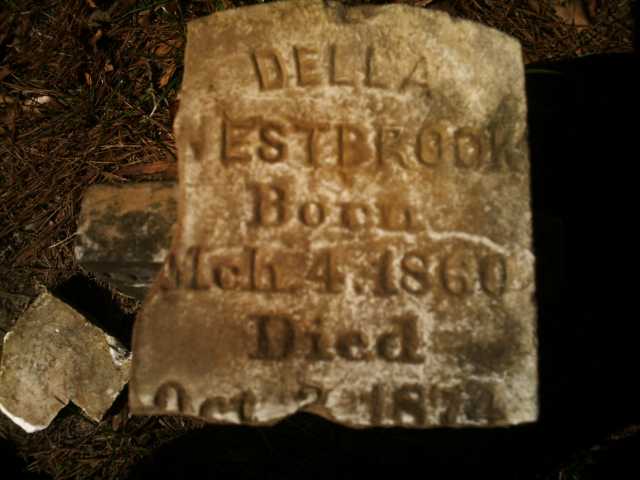 DELLA
WESTBROOK
Born
Mch. 4. 1860.
Died
Oct.